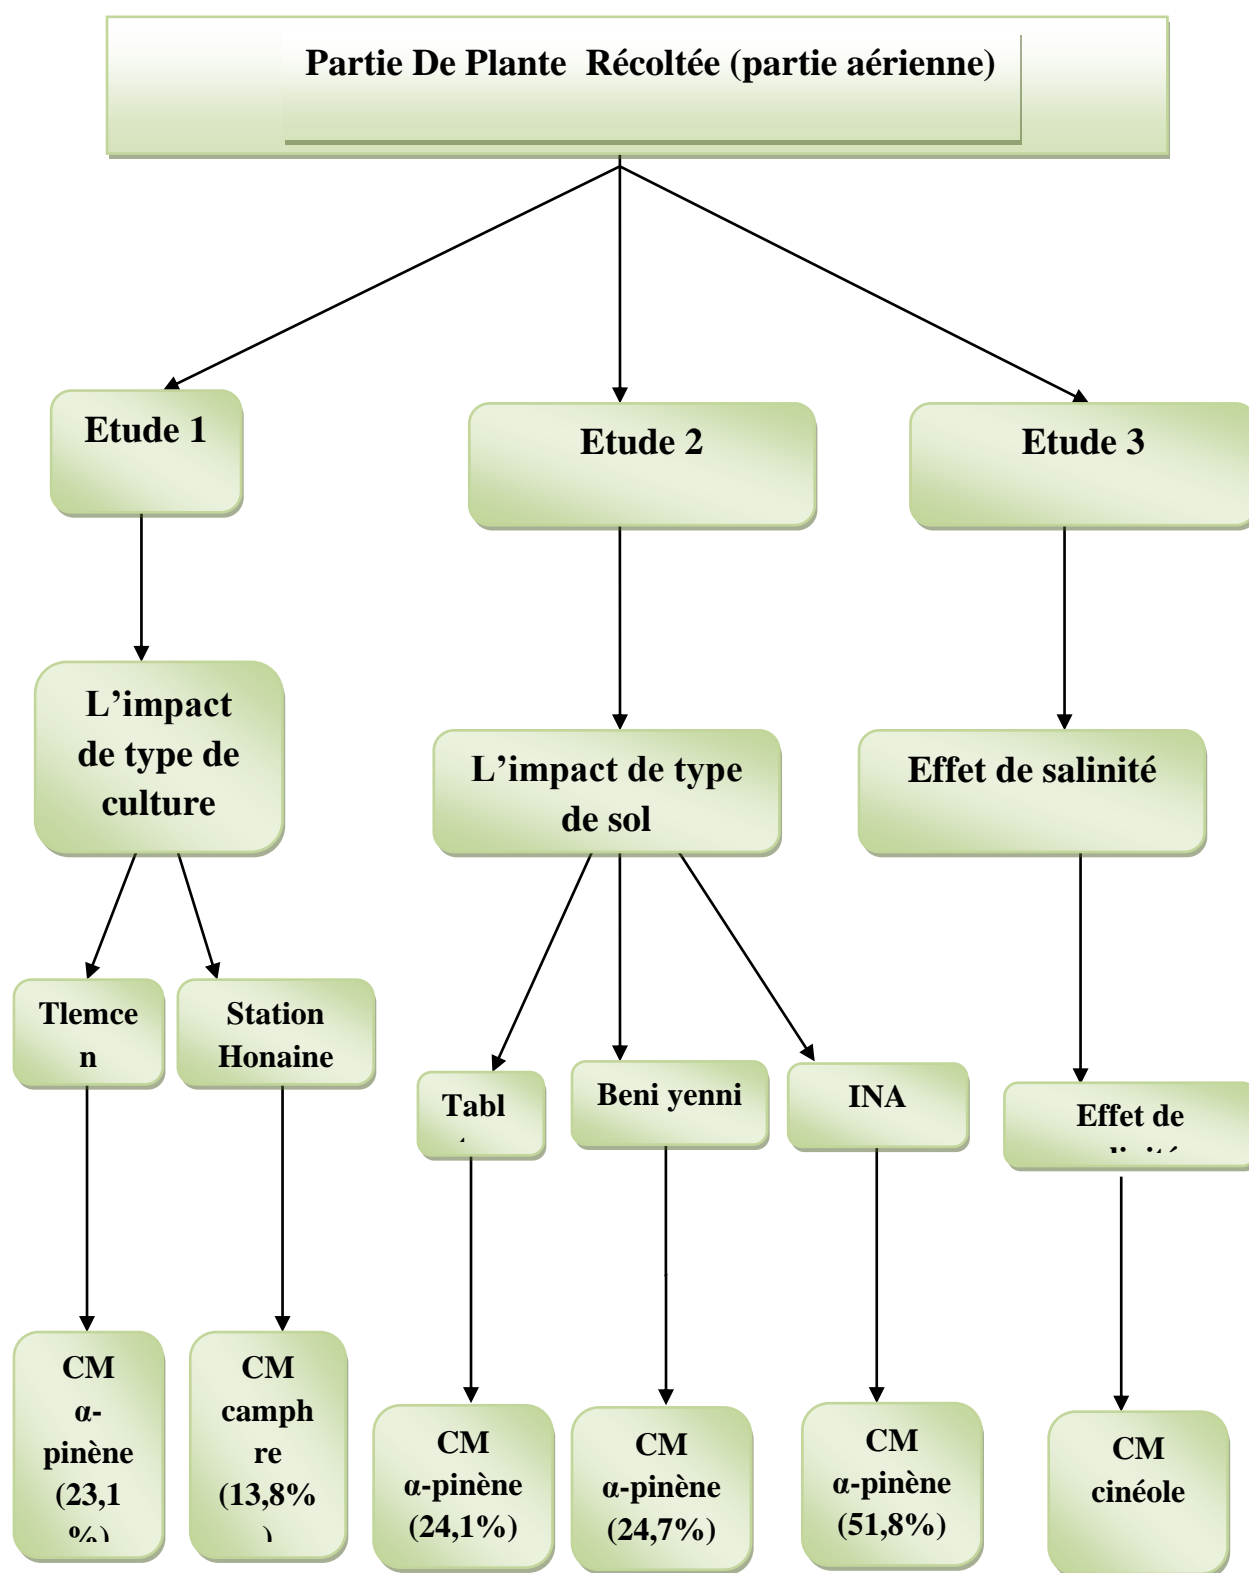 Partie De Plante Récoltée (partie aérienne)
Etude 1
Etude 2
Etude 3
L’impact
de type de
culture
L’impact de type
de sol
Effet de salinité
Tlemce
n
Station
Honaine
Tabl
Beni yenni
INA
Effet de
CM
α-
pinène
(23,1
%)
CM
camph
re
(13,8%
)
CM
α-pinène
(24,1%)
CM
α-pinène
(24,7%)
CM
α-pinène
(51,8%)
CM
cinéole